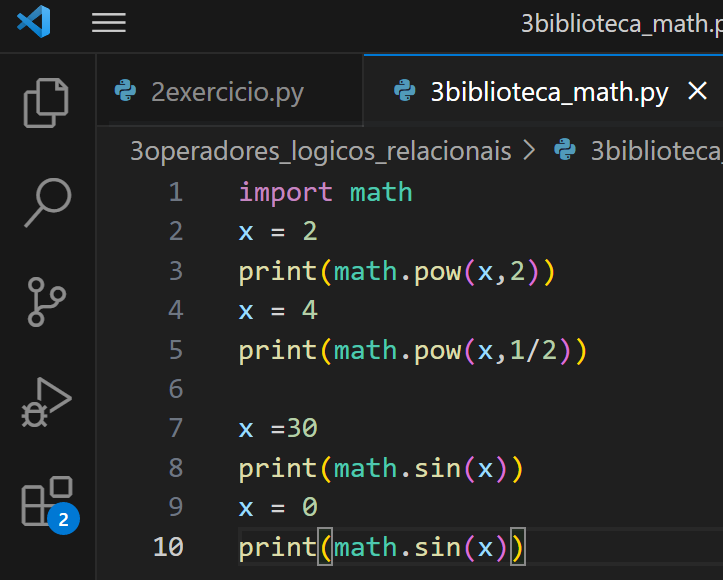 3biblioteca_math.p
2exercicio.py
3biblioteca_math.py
3operadores_logicos_relacionais > 3biblioteca_
1 import math
2 x = 2
3 print(math.pow(x,2))
4 x = 4
5 print(math.pow(x,1/2))
6
7 x =30
8 print(math.sin(x))
9 x = 0
10 print(math.sin(x))
2